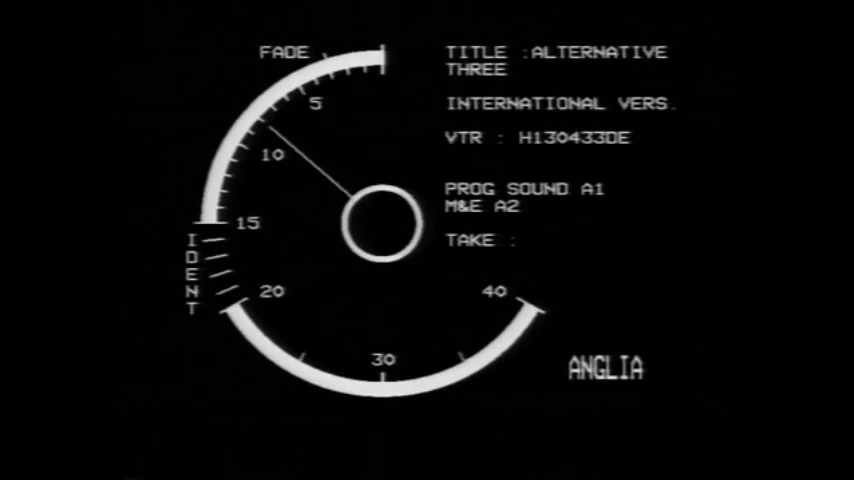 FADE
TITLE :ALTERNATIVE
THREE
5
INTERNATIONAL VERS.
VTR : H130433DE
10
PROG SOUND A1
M&E A2
15
TAKE :
IDENT
20
40
30
ANGLIA